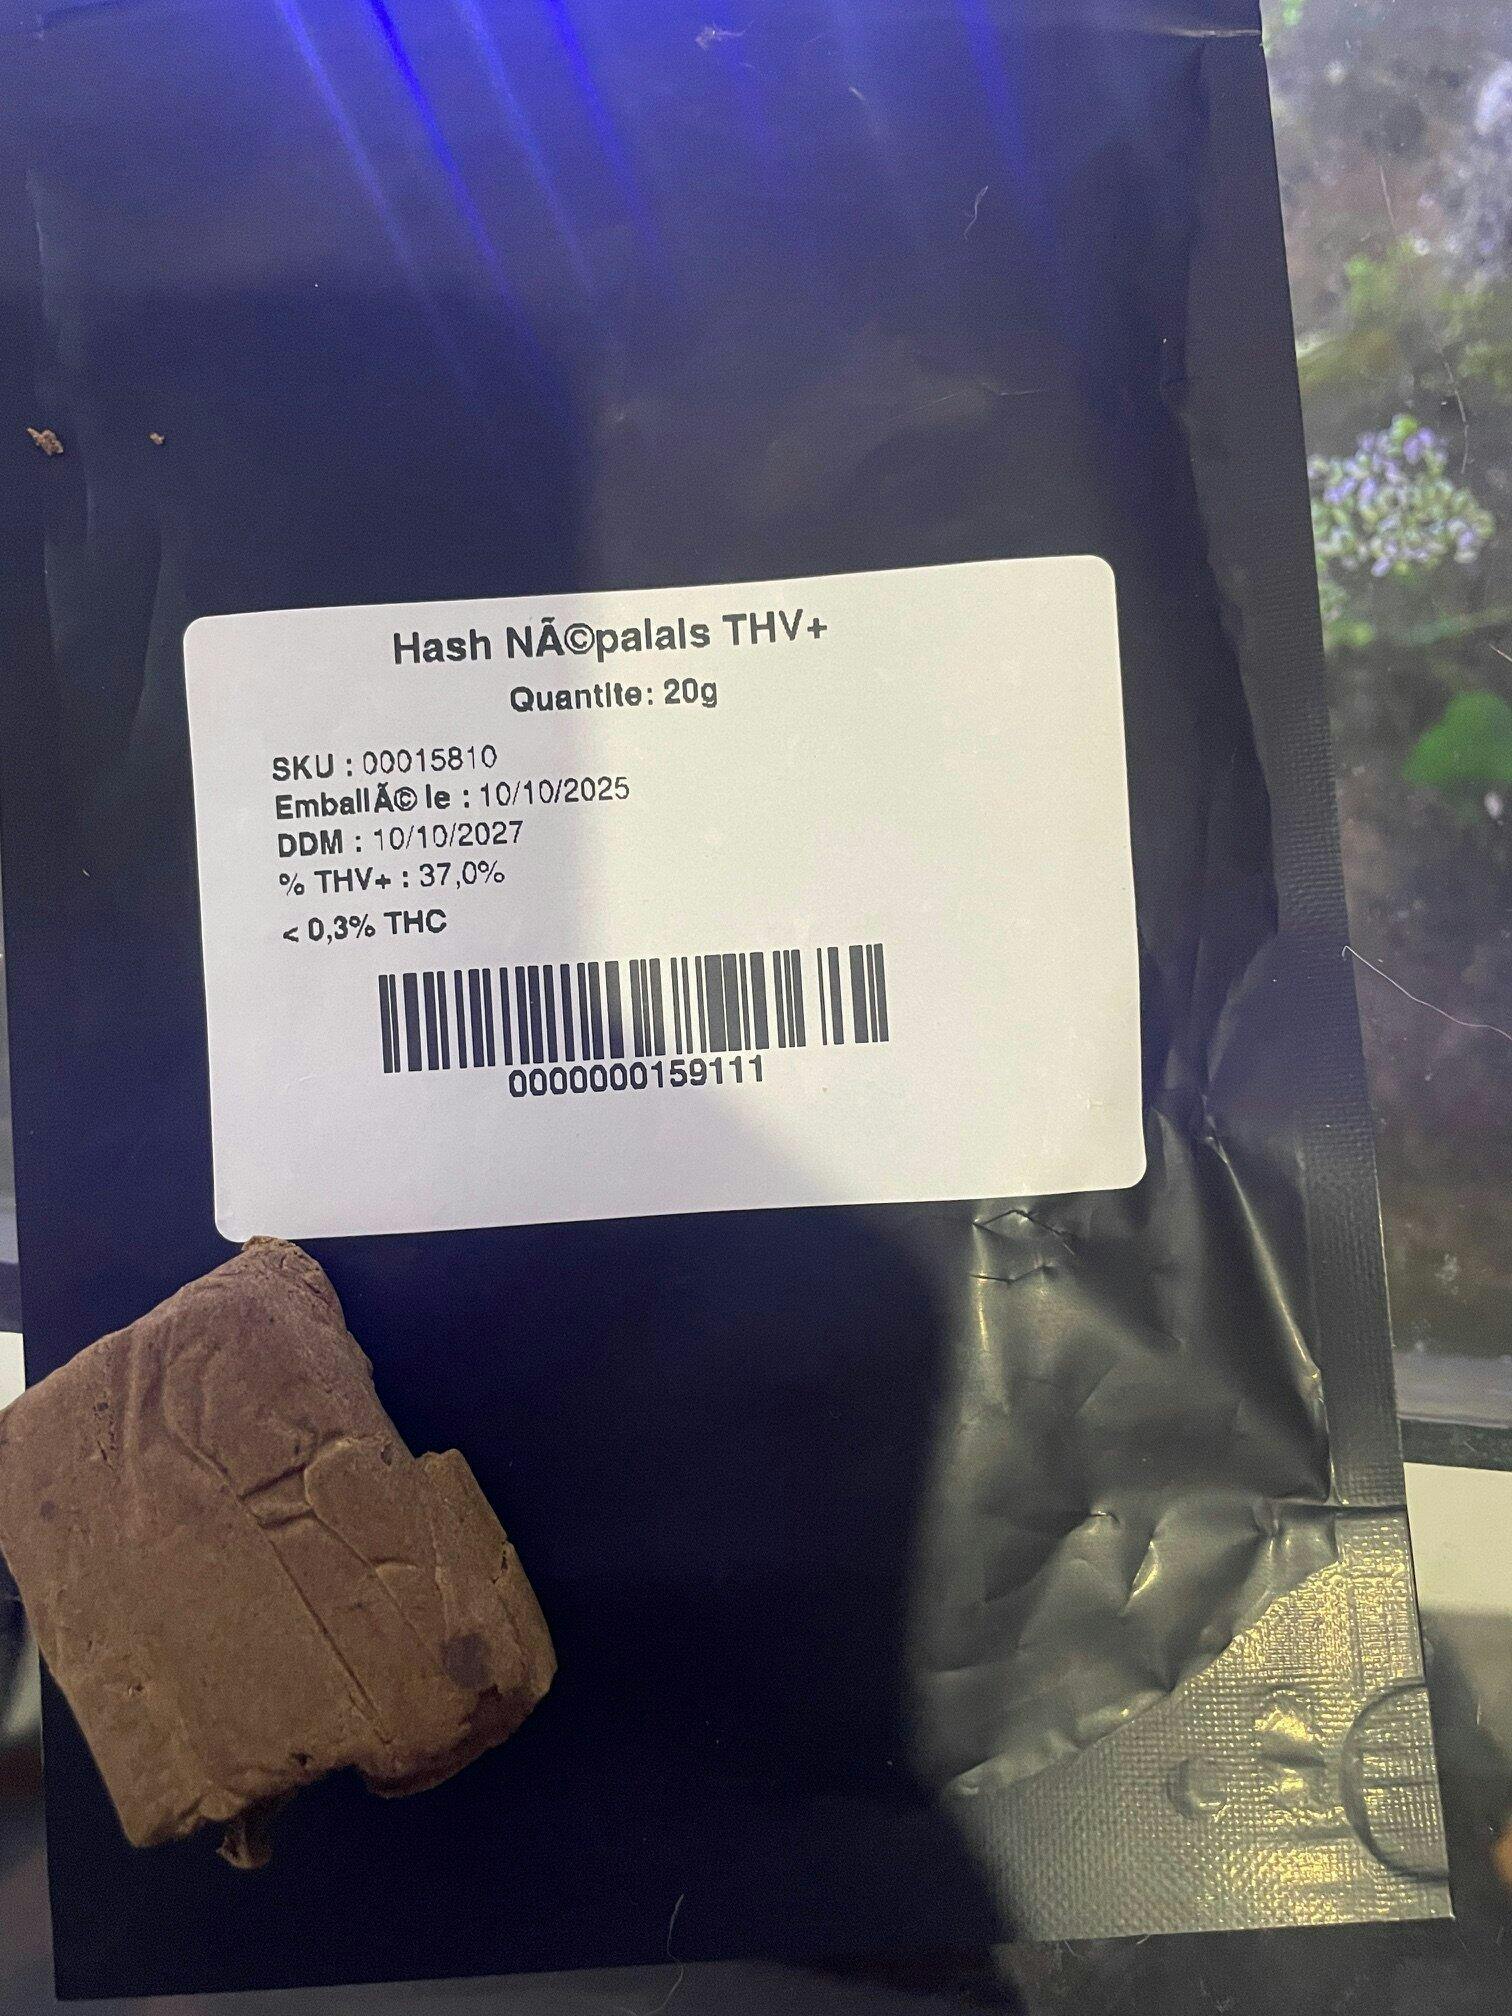 Hash NÃ©palais THV+
Quantite: 20g
SKU : 00015810
EmballÃ© le : 10/10/2025
DDM : 10/10/2027
% THV+ : 37,0%
< 0,3% THC
0000000159111